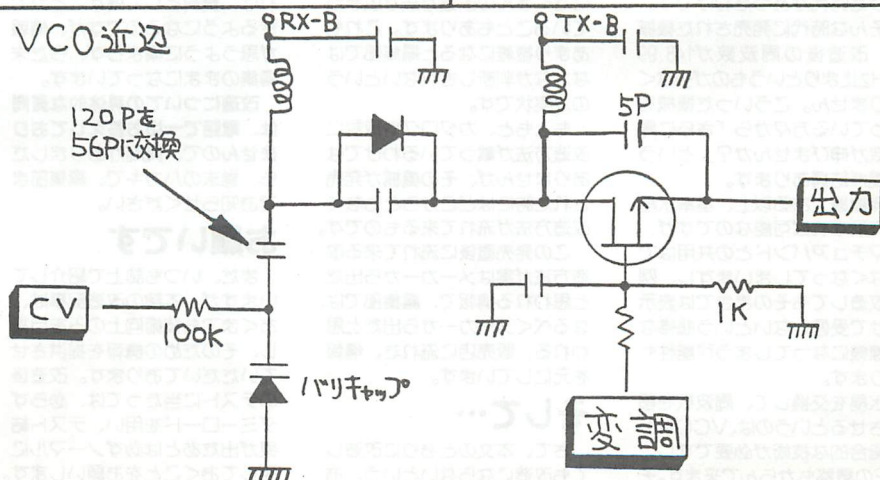 VCO近辺
RX-B
TX-B
120Pを
56Pに交換
5P
出力
CV
100K
1K
バリキャップ
変調